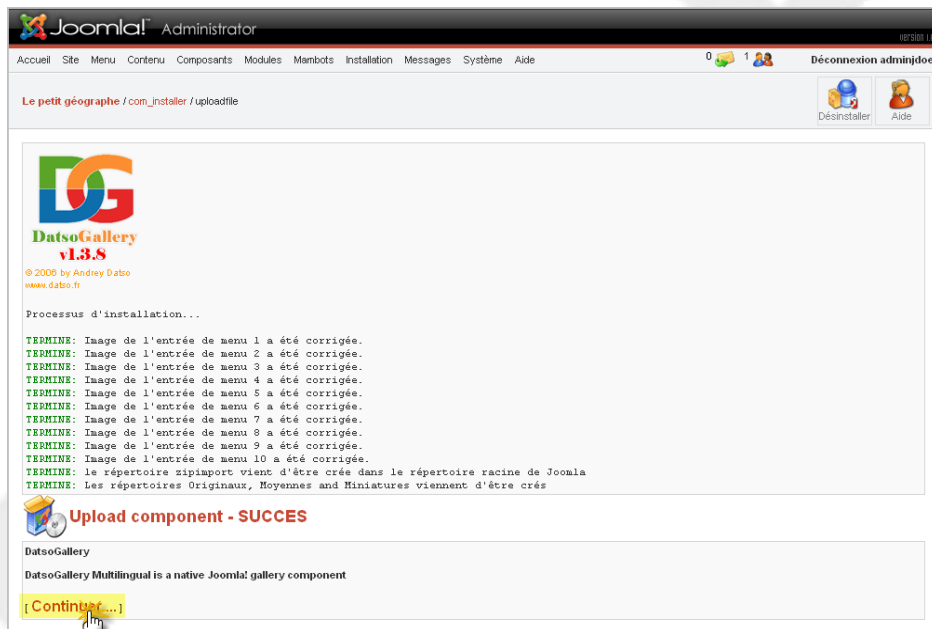 Joomla!™ Administrator
version 1.
Accueil Site Menu Contenu Composants Modules Mambots Installation Messages Système Aide 0 1 Déconnexion adminjdoe
Le petit géographe / com_installer / uploadfile
Désinstaller Aide
DG
DatsoGallery
v1.3.8
© 2006 by Andrey Datso
www.datso.fr
Processus d'installation...
TERMINE: Image de l'entrée de menu 1 a été corrigée.
TERMINE: Image de l'entrée de menu 2 a été corrigée.
TERMINE: Image de l'entrée de menu 3 a été corrigée.
TERMINE: Image de l'entrée de menu 4 a été corrigée.
TERMINE: Image de l'entrée de menu 5 a été corrigée.
TERMINE: Image de l'entrée de menu 6 a été corrigée.
TERMINE: Image de l'entrée de menu 7 a été corrigée.
TERMINE: Image de l'entrée de menu 8 a été corrigée.
TERMINE: Image de l'entrée de menu 9 a été corrigée.
TERMINE: Image de l'entrée de menu 10 a été corrigée.
TERMINE: le répertoire zipimport vient d'être crée dans le répertoire racine de Joomla
TERMINE: Les répertoires Originaux, Moyennes and Miniatures viennent d'être crés
Upload component - SUCCES
DatsoGallery
DatsoGallery Multilingual is a native Joomla! gallery component
[ Continuer ... ]